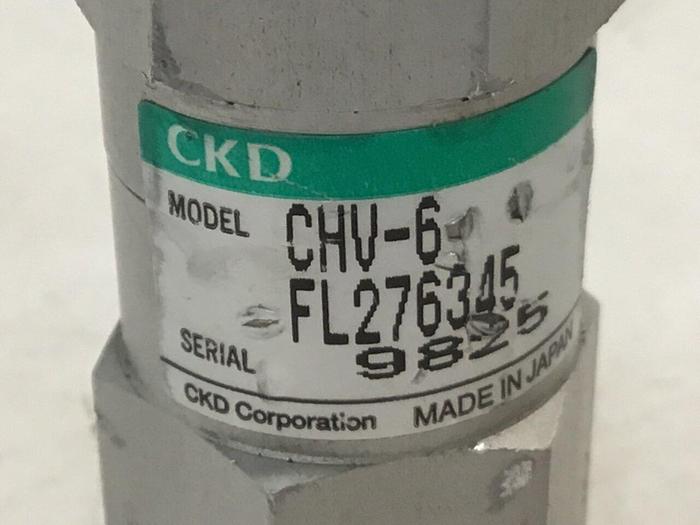 CKD
MODEL CHV-6
FL276345
SERIAL 9825
CKD Corporation MADE IN JAPAN